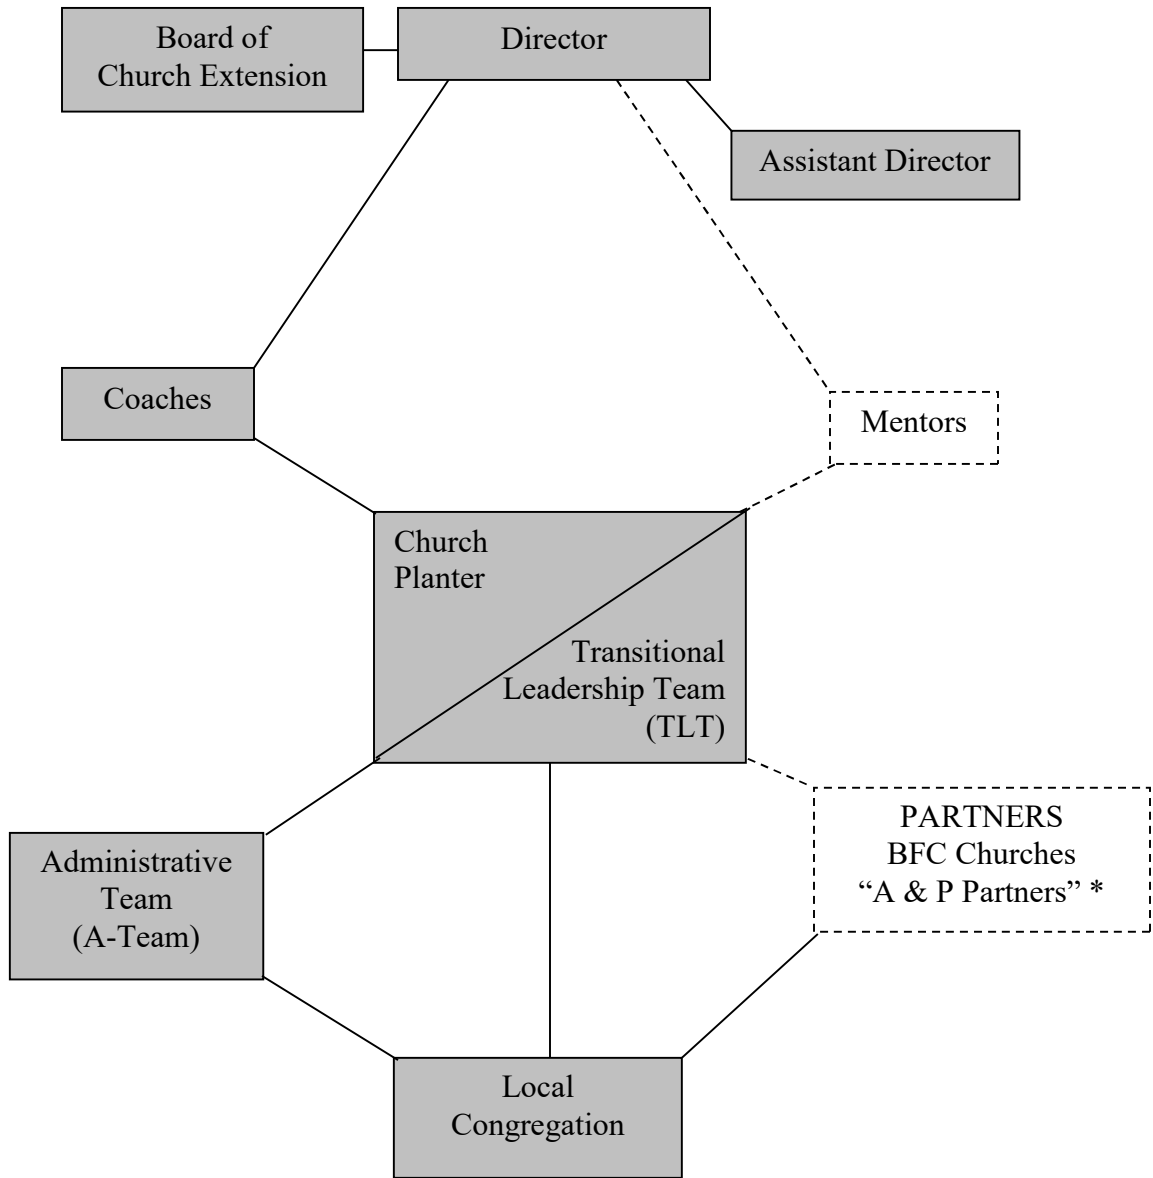 Board of
Church Extension
Director
Assistant Director
Coaches
Mentors
Church
Planter
Transitional
Leadership Team
(TLT)
Administrative
Team
(A-Team)
PARTNERS
BFC Churches
“A & P Partners” *
Local
Congregation